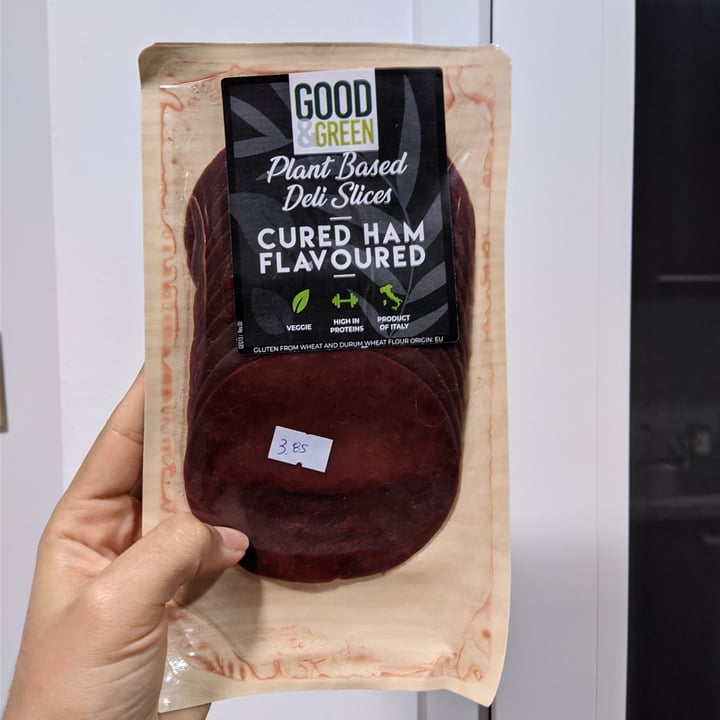 GOOD
&GREEN
Plant Based
Deli Slices
CURED HAM
FLAVOURED
VEGGIE
HIGH IN
PROTEINS
PRODUCT
OF ITALY
GLUTEN FROM WHEAT AND DURUM WHEAT FLOUR ORIGIN: EU
3.85